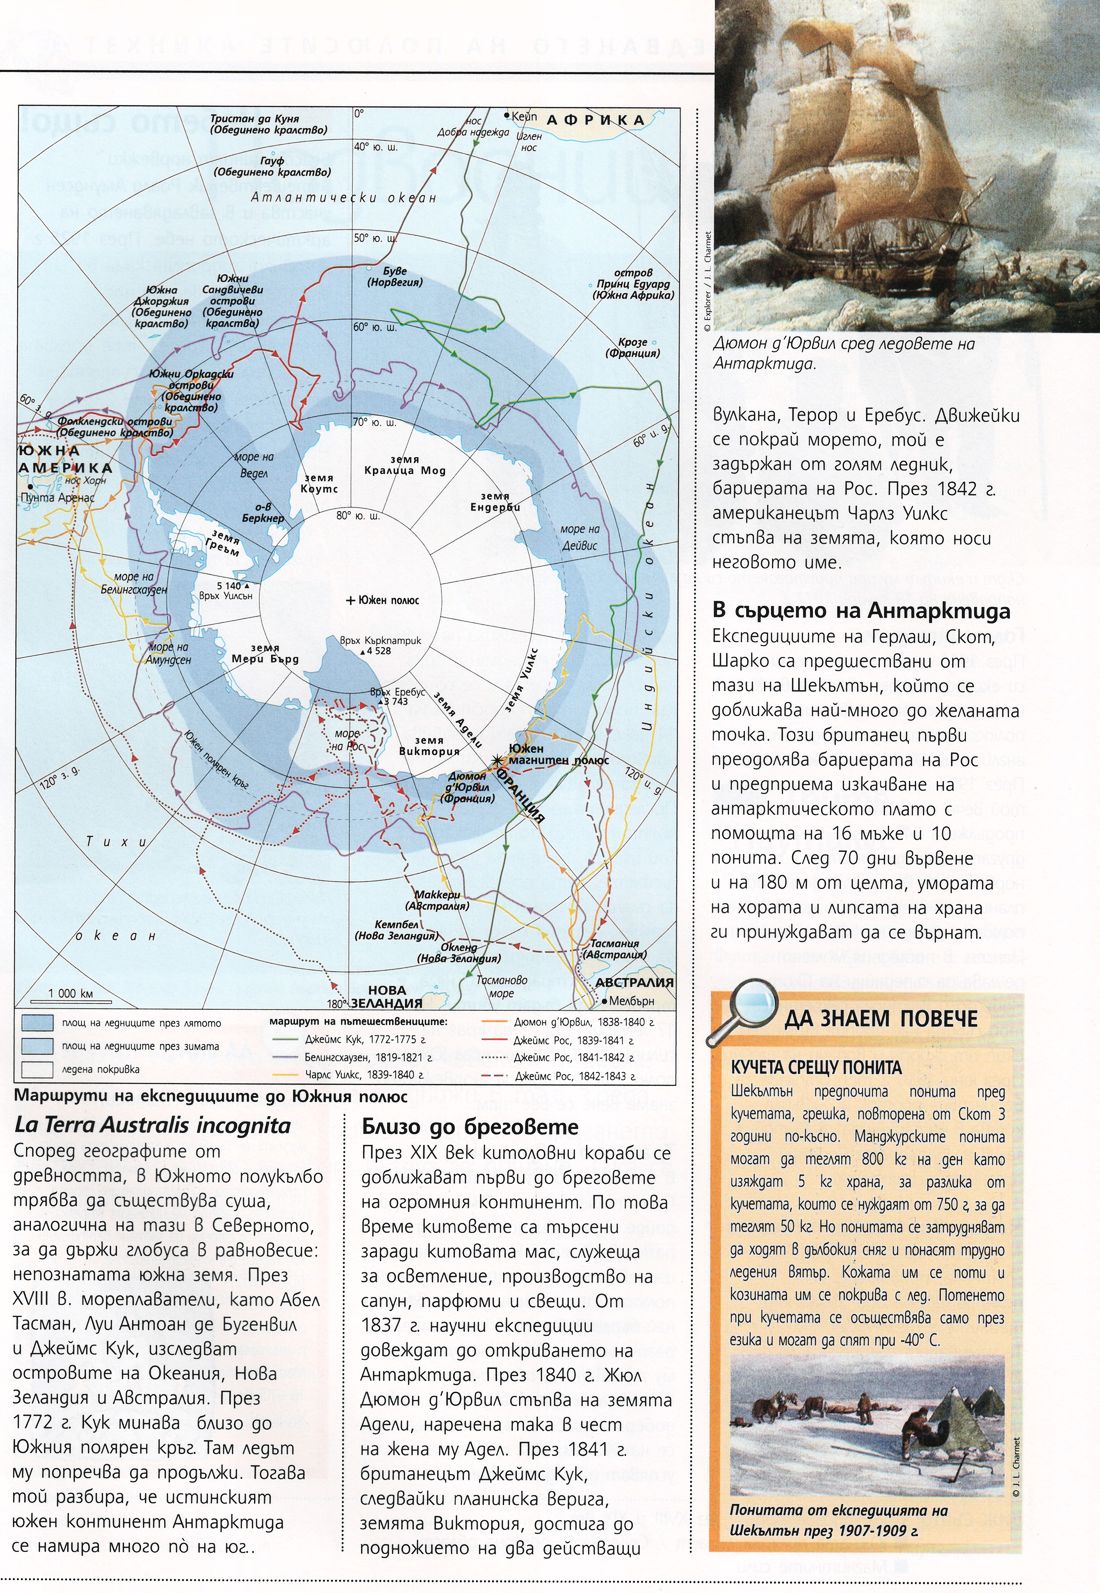 Тристан да Куня
(Обединено кралство)
Гауф
(Обединено кралство)
Атлантически океан
0°
40° ю. ш.
50° ю. ш.
60° ю. ш.
70° ю. ш.
80° ю. ш.
нос
Добра надежда
Кейп
Иглен
нос
АФРИКА
Буве
(Норвегия)
остров
Принц Едуард
(Южна Африка)
Крозе
(Франция)
Южна
Джорджия
(Обединено
кралство)
Южни
Сандвичеви
острови
(Обединено
кралство)
Южни Оркадски
острови
(Обединено
кралство)
60° з. д.
Фолклендски острови
(Обединено кралство)
ЮЖНА
АМЕРИКА
нос Хорн
Пунта Аренас
море на
Ведел
о-в
Беркнер
земя
Коутс
земя
Кралица Мод
земя
Ендерби
60° и. д.
море на
Дейвис
Индийски океан
земя
Греъм
море на
Белингсхаузен
5 140
Връх Уилсън
Южен полюс
море на
Амундсен
земя
Мери Бърд
Връх Къркпатрик
4 528
Връх Еребус
3 743
море
на Рос
земя
Виктория
земя Адели
земя Уилкс
Южен
магнитен полюс
Дюмон
д'Юрвил
(Франция)
ФРАНЦИЯ
120° з. д.
120° и. д.
Южен полярен кръг
Тихи
океан
Маккери
(Австралия)
Кемпбел
(Нова Зеландия)
Окленд
(Нова Зеландия)
Тасмания
(Австралия)
Тасманово
море
АВСТРАЛИЯ
Мелбърн
НОВА
ЗЕЛАНДИЯ
180°
1 000 км
площ на ледниците през лятото
площ на ледниците през зимата
ледена покривка
маршрут на пътешествениците:
Джеймс Кук, 1772-1775 г.
Белингсхаузен, 1819-1821 г.
Чарлз Уилкс, 1839-1840 г.
Дюмон д'Юрвил, 1838-1840 г.
Джеймс Рос, 1839-1841 г.
Джеймс Рос, 1841-1842 г.
Джеймс Рос, 1842-1843 г.
Маршрути на експедициите до Южния полюс
La Terra Australis incognita
Според географите от
древността, в Южното полукълбо
трябва да съществува суша,
аналогична на тази в Северното,
за да държи глобуса в равновесие:
непознатата южна земя. През
XVIII в. мореплаватели, като Абел
Тасман, Луи Антоан де Бугенвил
и Джеймс Кук, изследват
островите на Океания, Нова
Зеландия и Австралия. През
1772 г. Кук минава близо до
Южния полярен кръг. Там ледът
му попречва да продължи. Тогава
той разбира, че истинският
южен континент Антарктида
се намира много пò на юг..
Близо до бреговете
През XIX век китоловни кораби се
доближават първи до бреговете
на огромния континент. По това
време китовете са търсени
заради китовата мас, служеща
за осветление, производство на
сапун, парфюми и свещи. От
1837 г. научни експедиции
довеждат до откриването на
Антарктида. През 1840 г. Жюл
Дюмон д'Юрвил стъпва на земята
Адели, наречена така в чест
на жена му Адел. През 1841 г.
британецът Джеймс Кук,
следвайки планинска верига,
земята Виктория, достига до
подножието на два действащи
© Explorer / J. L. Charmet
Дюмон д'Юрвил сред ледовете на
Антарктида.
вулкана, Терор и Еребус. Движейки
се покрай морето, той е
задържан от голям ледник,
бариерата на Рос. През 1842 г.
американецът Чарлз Уилкс
стъпва на земята, която носи
неговото име.
В сърцето на Антарктида
Експедициите на Герлаш, Скот,
Шарко са предшествани от
тази на Шекълтън, който се
доближава най-много до желаната
точка. Този британец първи
преодолява бариерата на Рос
и предприема изкачване на
антарктическото плато с
помощта на 16 мъже и 10
понита. След 70 дни вървене
и на 180 м от целта, умората
на хората и липсата на храна
ги принуждават да се върнат.
ДА ЗНАЕМ ПОВЕЧЕ
КУЧЕТА СРЕЩУ ПОНИТА
Шекълтън предпочита понита пред
кучетата, грешка, повторена от Скот 3
години по-късно. Манджурските понита
могат да теглят 800 кг на ден като
изяждат 5 кг храна, за разлика от
кучетата, които се нуждаят от 750 г, за да
теглят 50 кг. Но понитата се затрудняват
да ходят в дълбокия сняг и понасят трудно
ледения вятър. Кожата им се поти и
козината им се покрива с лед. Потенето
при кучетата се осъществява само през
езика и могат да спят при -40° С.
© J. L. Charmet
Понитата от експедицията на
Шекълтън през 1907-1909 г.